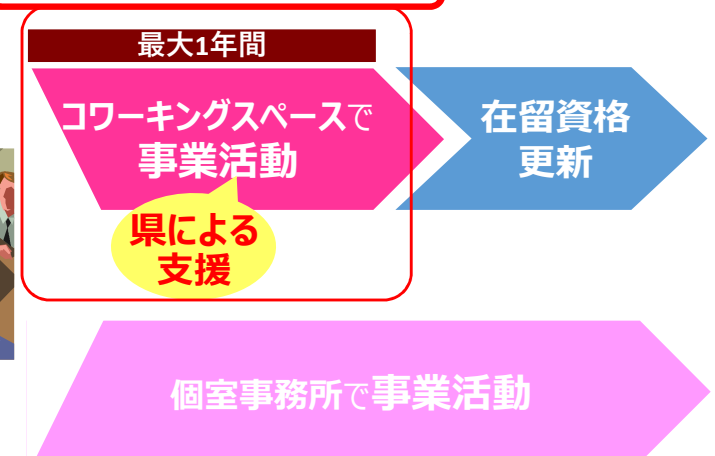 最大1年間
コワーキングスペースで
事業活動
在留資格
更新
県による
支援
個室事務所で事業活動